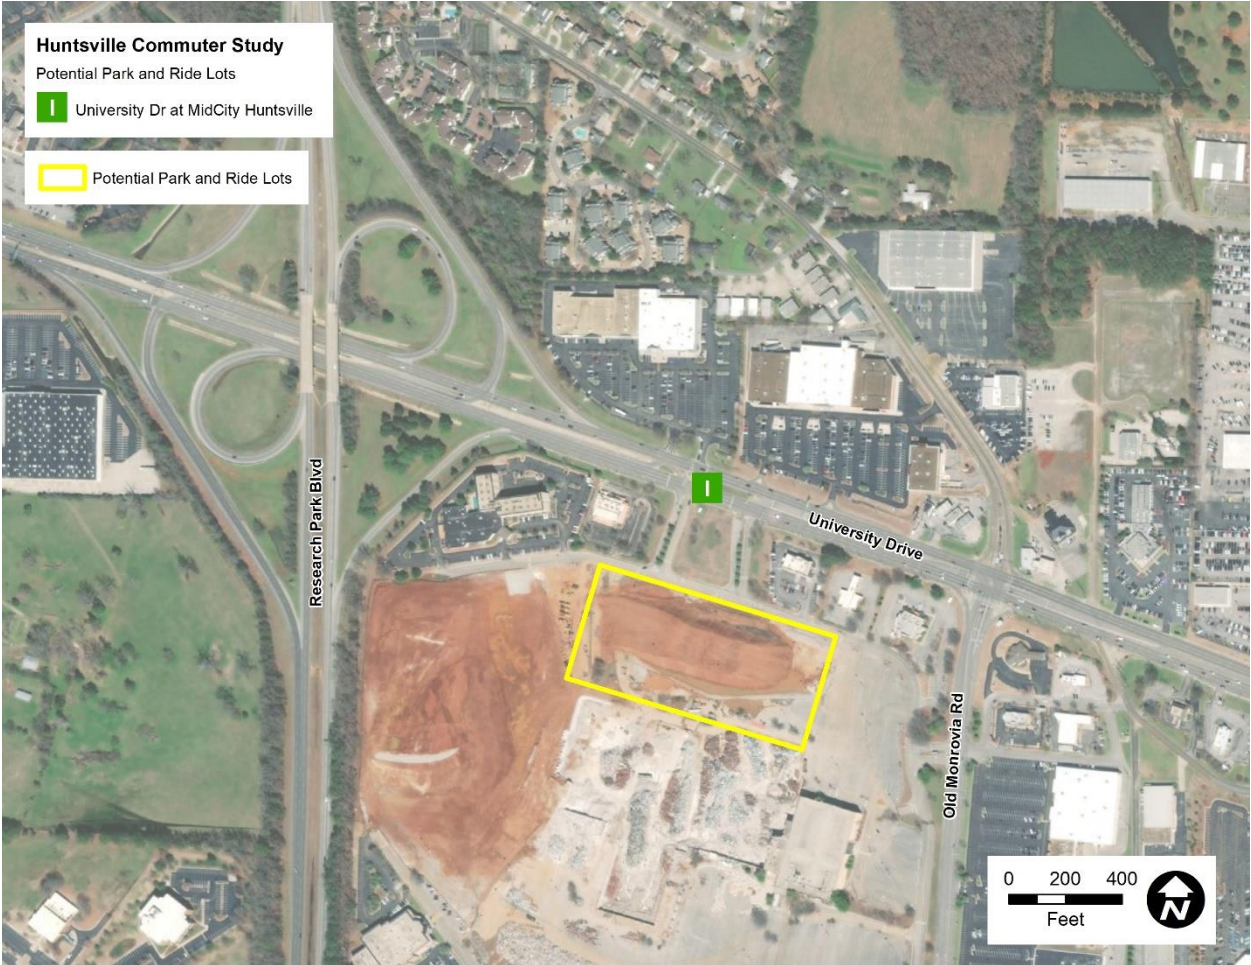 Huntsville Commuter Study
Potential Park and Ride Lots
I University Dr at MidCity Huntsville
Potential Park and Ride Lots
Research Park Blvd
I
University Drive
Old Monrovia Rd
0 200 400
Feet
N